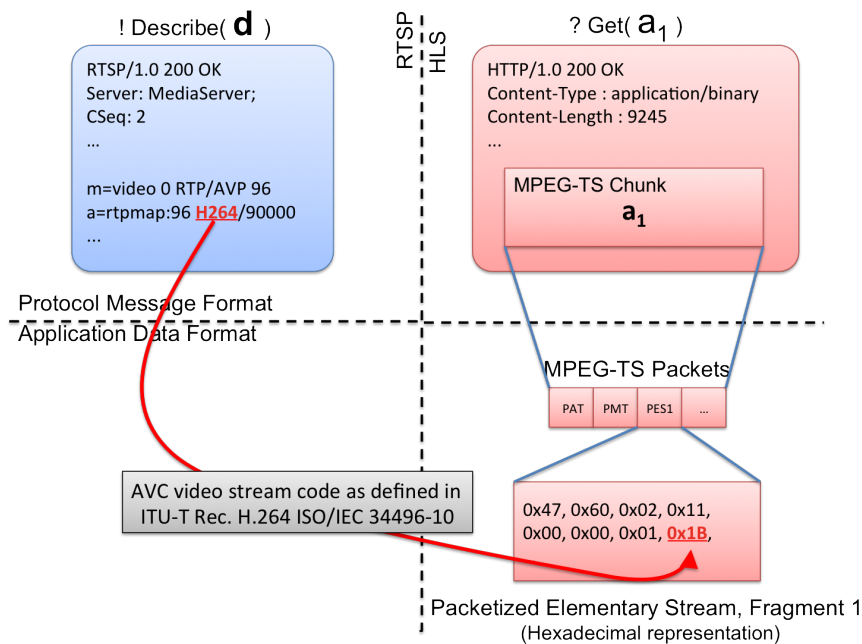 ! Describe( d )
RTSP/1.0 200 OK
Server: MediaServer;
CSeq: 2
...
m=video 0 RTP/AVP 96
a=rtpmap:96 H264/90000
...
RTSP
HLS
? Get( a1 )
HTTP/1.0 200 OK
Content-Type : application/binary
Content-Length : 9245
...
MPEG-TS Chunk
a1
Protocol Message Format
Application Data Format
MPEG-TS Packets
PAT PMT PES1 ...
AVC video stream code as defined in
ITU-T Rec. H.264 ISO/IEC 34496-10
0x47, 0x60, 0x02, 0x11,
0x00, 0x00, 0x01, 0x1B,
Packetized Elementary Stream, Fragment 1
(Hexadecimal representation)